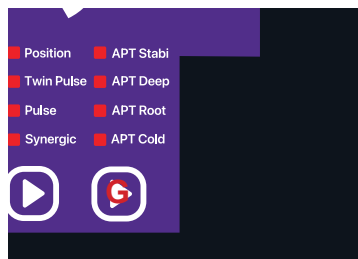 Position APT Stabi
Twin Pulse APT Deep
Pulse APT Root
Synergic APT Cold
G